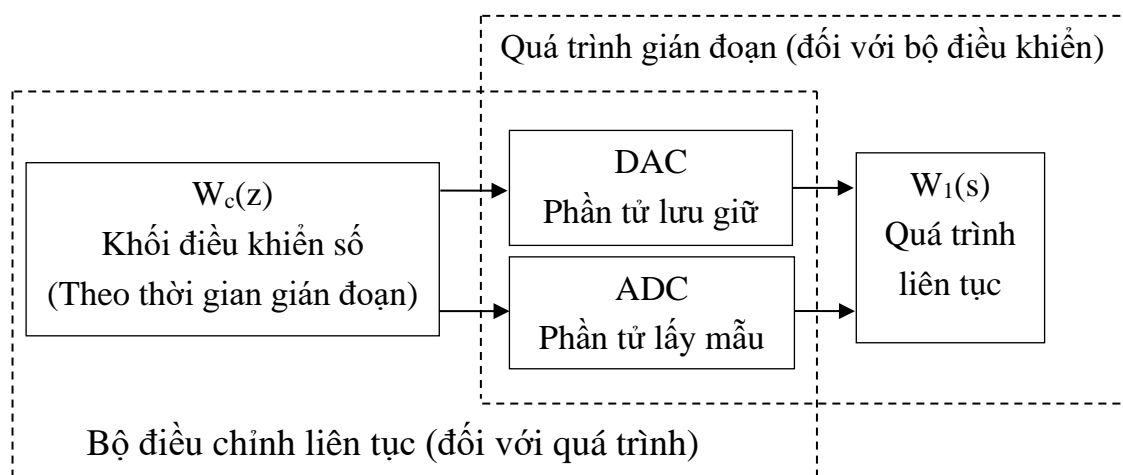 Quá trình gián đoạn (đối với bộ điều khiển)
W_c(z)
Khối điều khiển số
(Theo thời gian gián đoạn)
DAC
Phần tử lưu giữ
ADC
Phần tử lấy mẫu
W_1(s)
Quá trình
liên tục
Bộ điều chỉnh liên tục (đối với quá trình)